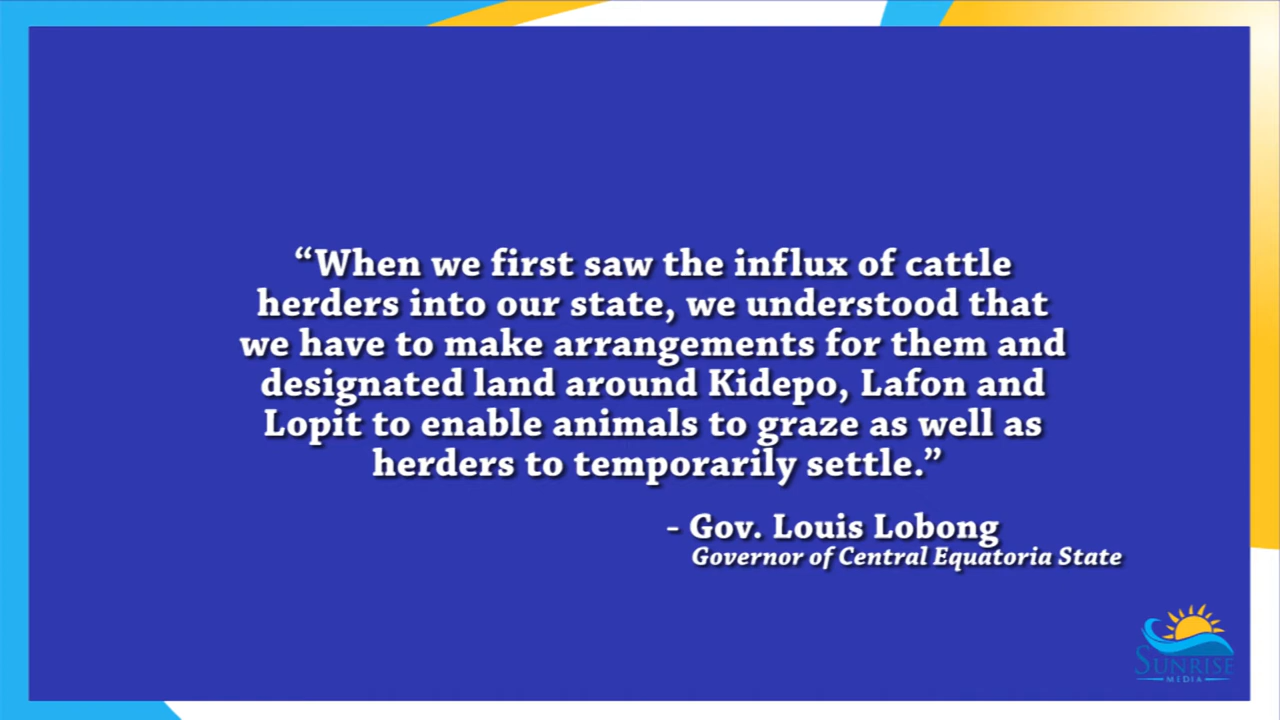 “When we first saw the influx of cattle
herders into our state, we understood that
we have to make arrangements for them and
designated land around Kidepo, Lafon and
Lopit to enable animals to graze as well as
herders to temporarily settle.”
- Gov. Louis Lobong
Governor of Central Equatoria State
SUNRISE
MEDIA